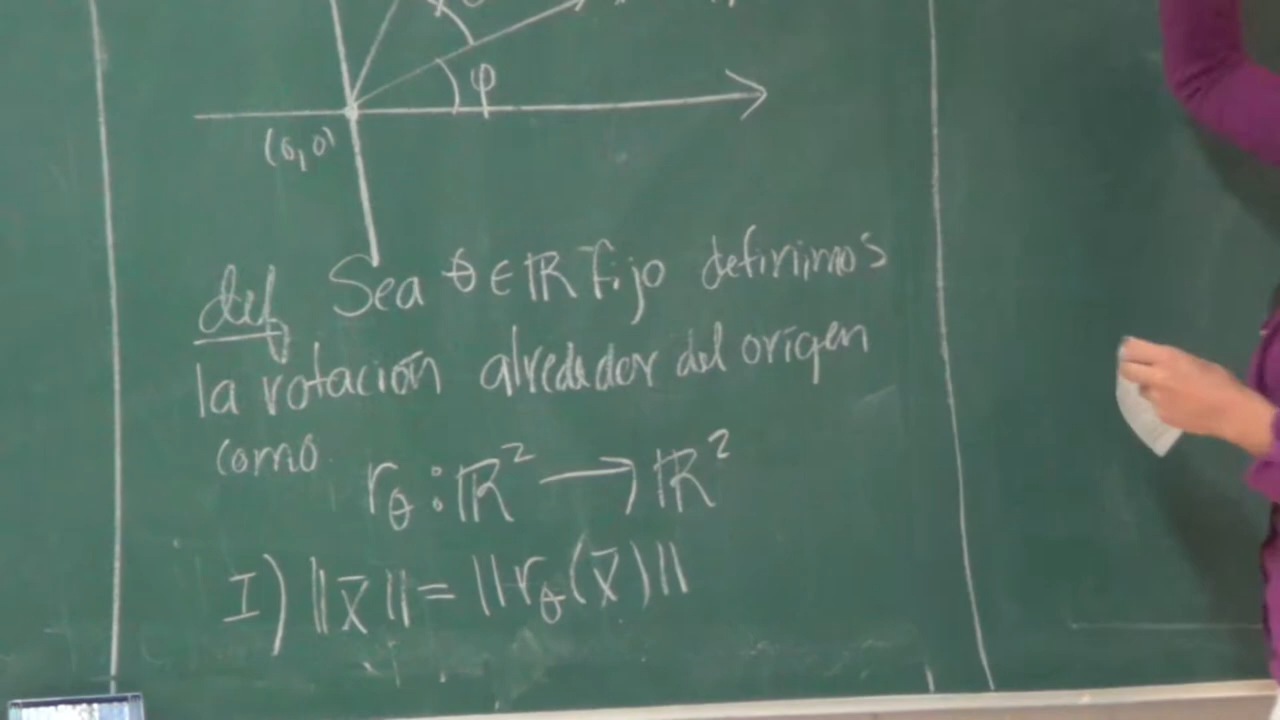 φ
(0,0)
def Sea θ ∈ ℝ fijo definimos
la rotación alrededor del origen
como
r_θ : ℝ² → ℝ²
I) ||x̄|| = ||r_θ(x̄)||